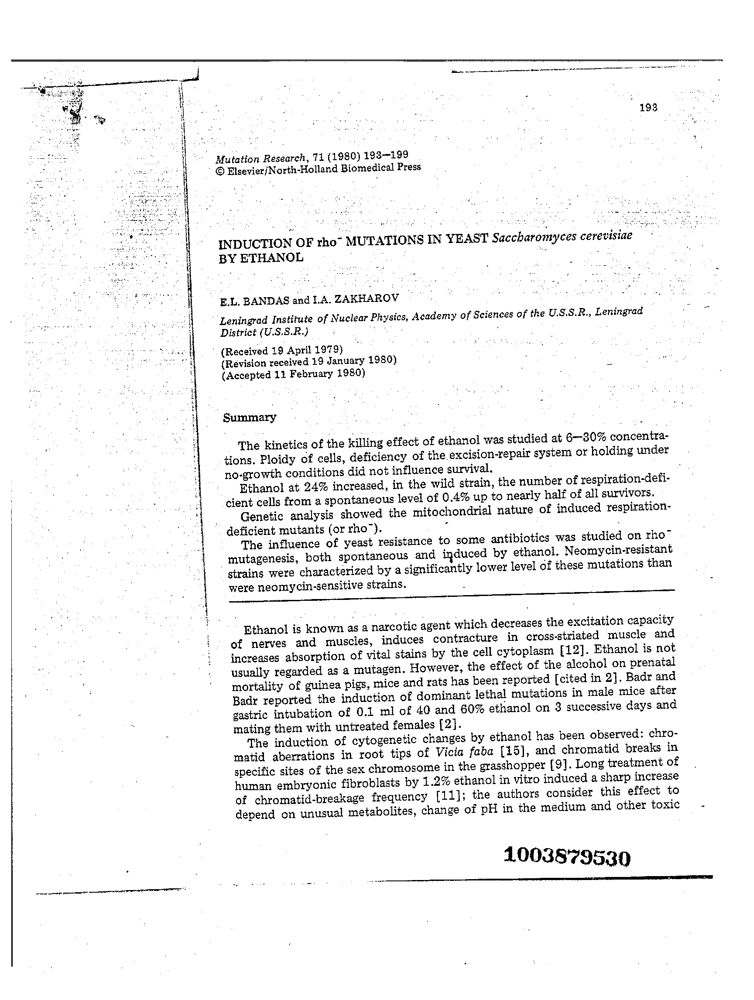 193
Mutation Research, 71 (1980) 193—199
© Elsevier/North-Holland Biomedical Press
INDUCTION OF rho⁻ MUTATIONS IN YEAST Saccharomyces cerevisiae
BY ETHANOL
E.L. BANDAS and I.A. ZAKHAROV
Leningrad Institute of Nuclear Physics, Academy of Sciences of the U.S.S.R., Leningrad
District (U.S.S.R.)
(Received 19 April 1979)
(Revision received 19 January 1980)
(Accepted 11 February 1980)
Summary
The kinetics of the killing effect of ethanol was studied at 6—30% concentra-
tions. Ploidy of cells, deficiency of the excision-repair system or holding under
no-growth conditions did not influence survival.
Ethanol at 24% increased, in the wild strain, the number of respiration-defi-
cient cells from a spontaneous level of 0.4% up to nearly half of all survivors.
Genetic analysis showed the mitochondrial nature of induced respiration-
deficient mutants (or rho⁻).
The influence of yeast resistance to some antibiotics was studied on rho⁻
mutagenesis, both spontaneous and induced by ethanol. Neomycin-resistant
strains were characterized by a significantly lower level of these mutations than
were neomycin-sensitive strains.
Ethanol is known as a narcotic agent which decreases the excitation capacity
of nerves and muscles, induces contracture in cross-striated muscle and
increases absorption of vital stains by the cell cytoplasm [12]. Ethanol is not
usually regarded as a mutagen. However, the effect of the alcohol on prenatal
mortality of guinea pigs, mice and rats has been reported [cited in 2]. Badr and
Badr reported the induction of dominant lethal mutations in male mice after
gastric intubation of 0.1 ml of 40 and 60% ethanol on 3 successive days and
mating them with untreated females [2].
The induction of cytogenetic changes by ethanol has been observed: chro-
matid aberrations in root tips of Vicia faba [15], and chromatid breaks in
specific sites of the sex chromosome in the grasshopper [9]. Long treatment of
human embryonic fibroblasts by 1.2% ethanol in vitro induced a sharp increase
of chromatid-breakage frequency [11]; the authors consider this effect to
depend on unusual metabolites, change of pH in the medium and other toxic
1003879530